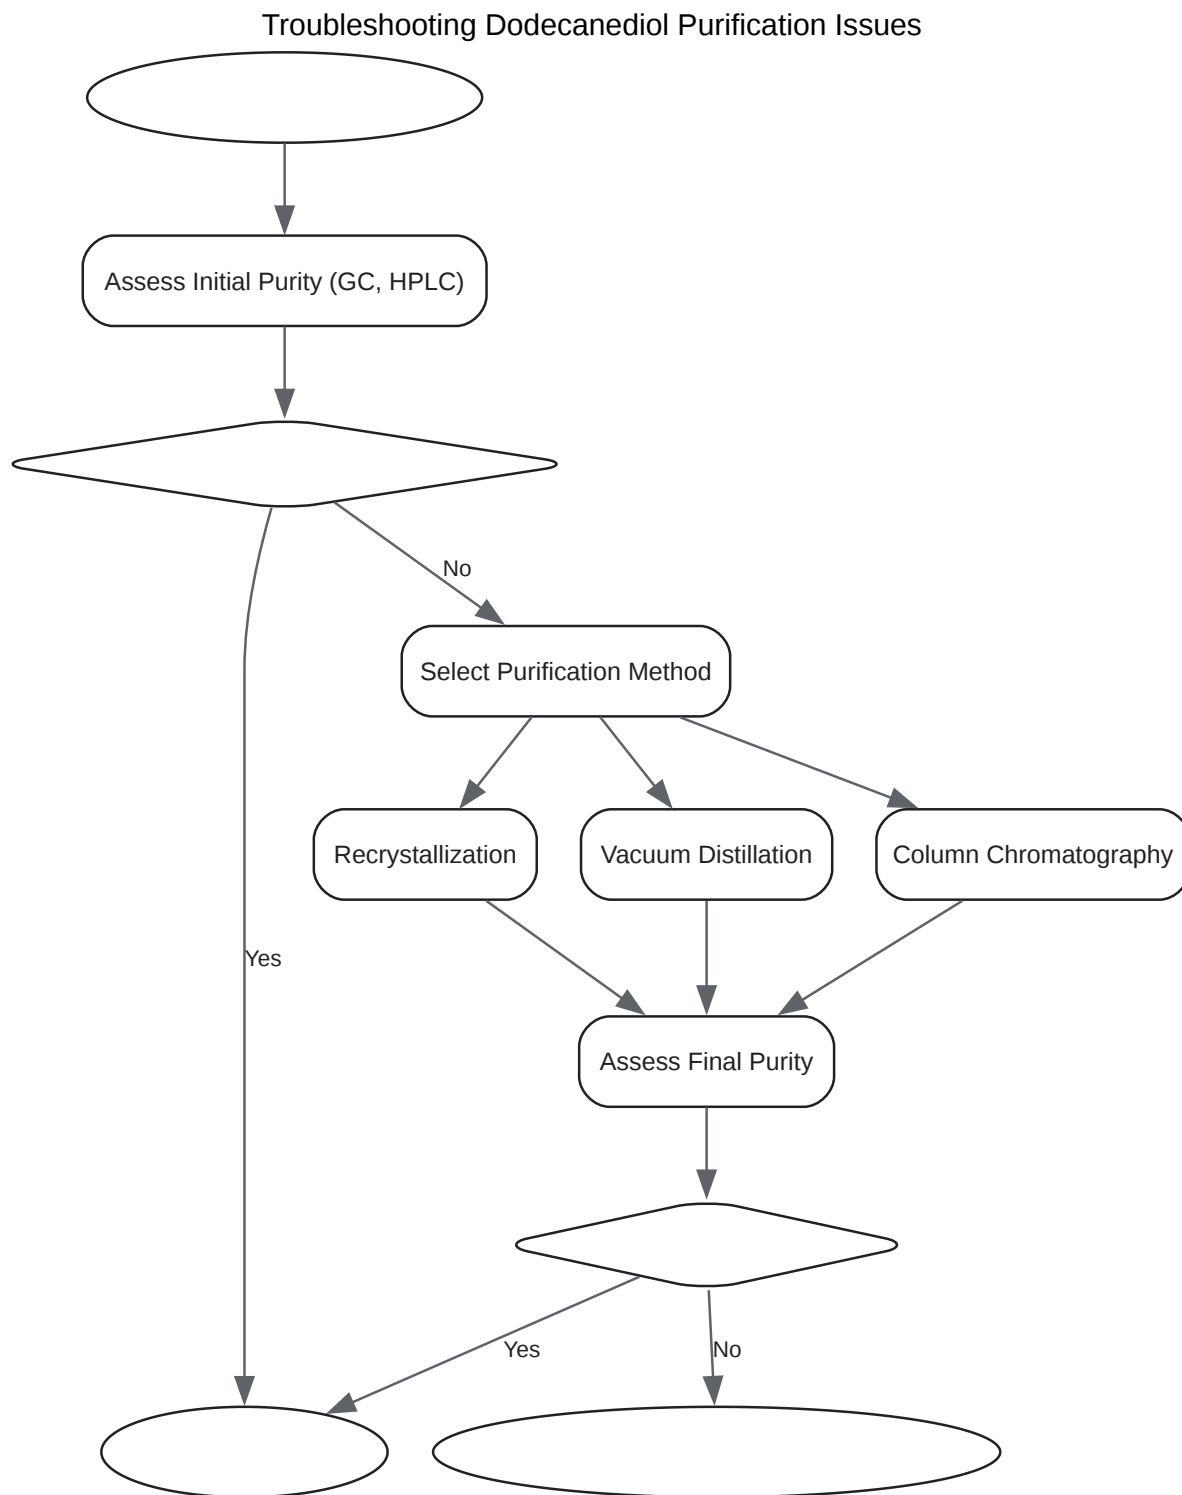 Troubleshooting Dodecanediol Purification Issues
Assess Initial Purity (GC, HPLC)
No
Select Purification Method
Recrystallization
Vacuum Distillation
Column Chromatography
Yes
Assess Final Purity
Yes
No